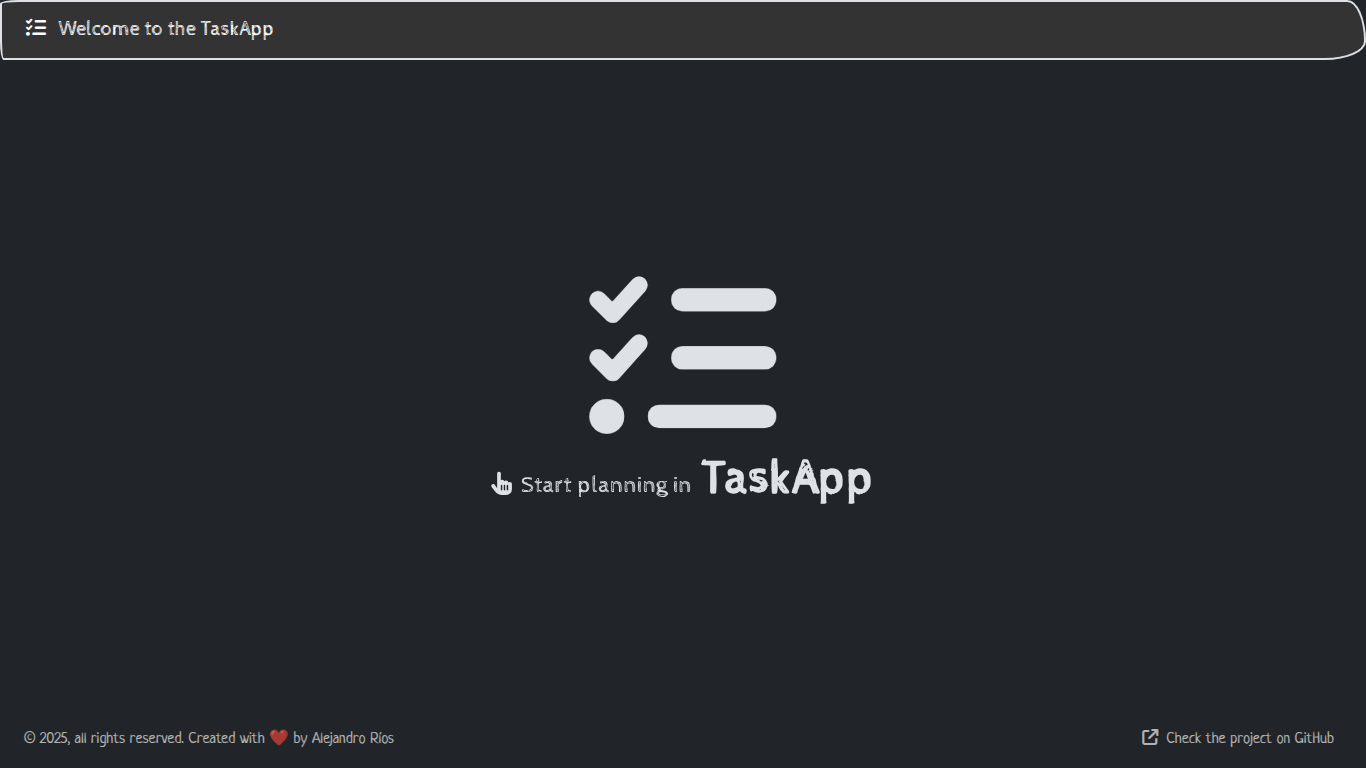 Welcome to the TaskApp
Start planning in TaskApp
© 2025, all rights reserved. Created with ❤️ by Alejandro Ríos
Check the project on GitHub